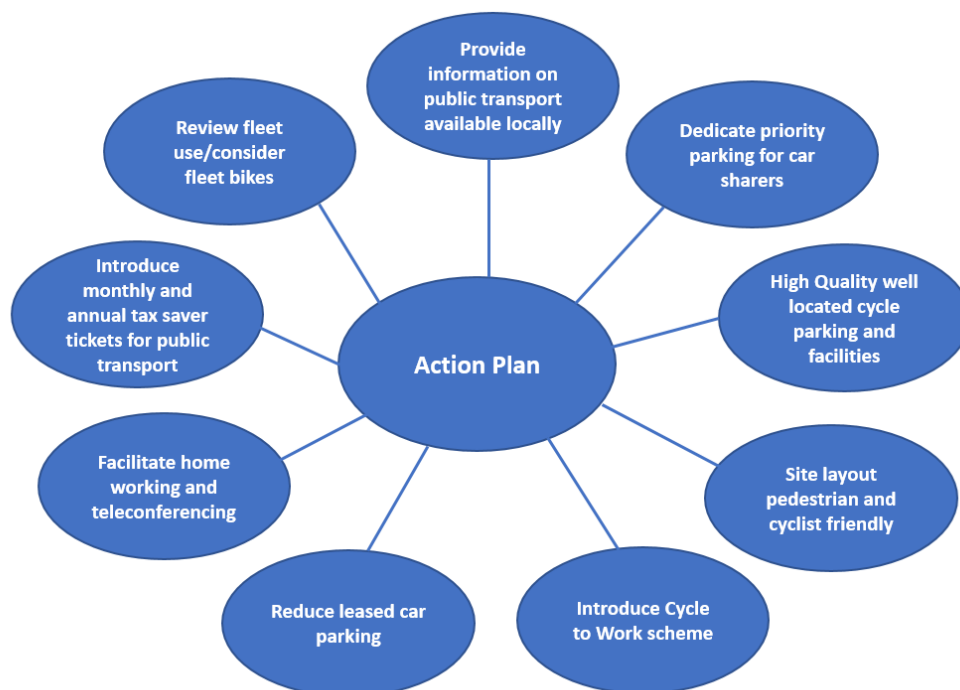 Provide
information on
public transport
available locally
Dedicate priority
parking for car
sharers
High Quality well
located cycle
parking and
facilities
Site layout
pedestrian and
cyclist friendly
Introduce Cycle
to Work scheme
Reduce leased car
parking
Facilitate home
working and
teleconferencing
Introduce
monthly and
annual tax saver
tickets for public
transport
Review fleet
use/consider
fleet bikes
Action Plan